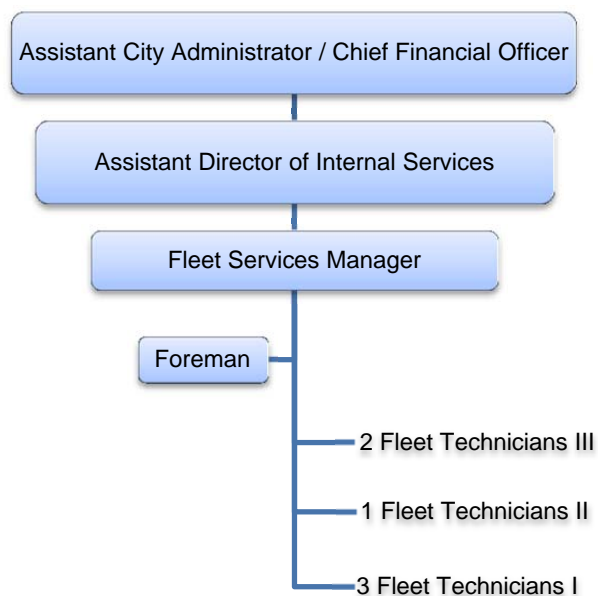 Assistant City Administrator / Chief Financial Officer
Assistant Director of Internal Services
Fleet Services Manager
Foreman
2 Fleet Technicians III
1 Fleet Technicians II
3 Fleet Technicians I